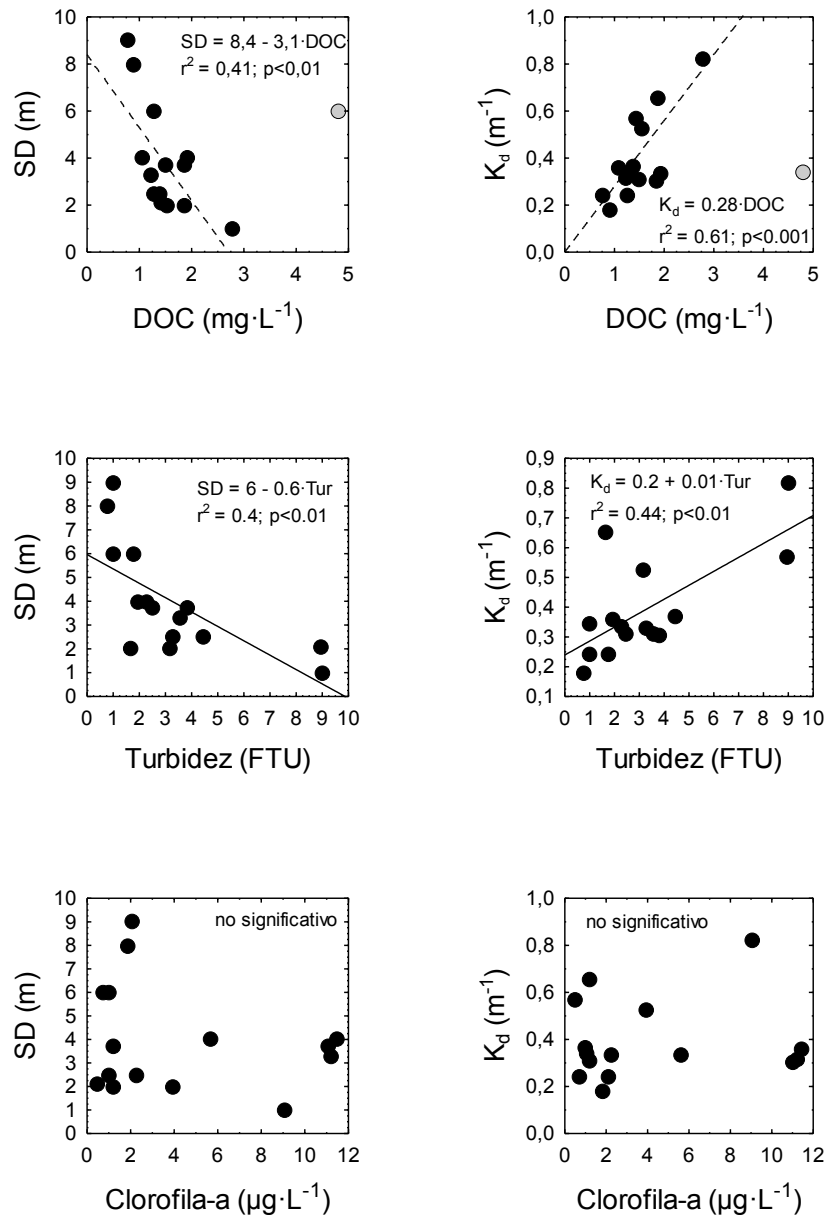 10
8
6
4
2
0
SD (m)
SD = 8,4 - 3,1·DOC
r² = 0,41; p<0,01
0 1 2 3 4 5
DOC (mg·L⁻¹)
1,0
0,8
0,6
0,4
0,2
0,0
K_d (m⁻¹)
K_d = 0.28·DOC
r² = 0.61; p<0.001
0 1 2 3 4 5
DOC (mg·L⁻¹)
10
9
8
7
6
5
4
3
2
1
0
SD (m)
SD = 6 - 0.6·Tur
r² = 0.4; p<0.01
0 1 2 3 4 5 6 7 8 9 10
Turbidez (FTU)
0,9
0,8
0,7
0,6
0,5
0,4
0,3
0,2
0,1
K_d (m⁻¹)
K_d = 0.2 + 0.01·Tur
r² = 0.44; p<0.01
0 1 2 3 4 5 6 7 8 9 10
Turbidez (FTU)
10
9
8
7
6
5
4
3
2
1
0
SD (m)
no significativo
0 2 4 6 8 10 12
Clorofila-a (µg·L⁻¹)
1,0
0,8
0,6
0,4
0,2
0,0
K_d (m⁻¹)
no significativo
0 2 4 6 8 10 12
Clorofila-a (µg·L⁻¹)